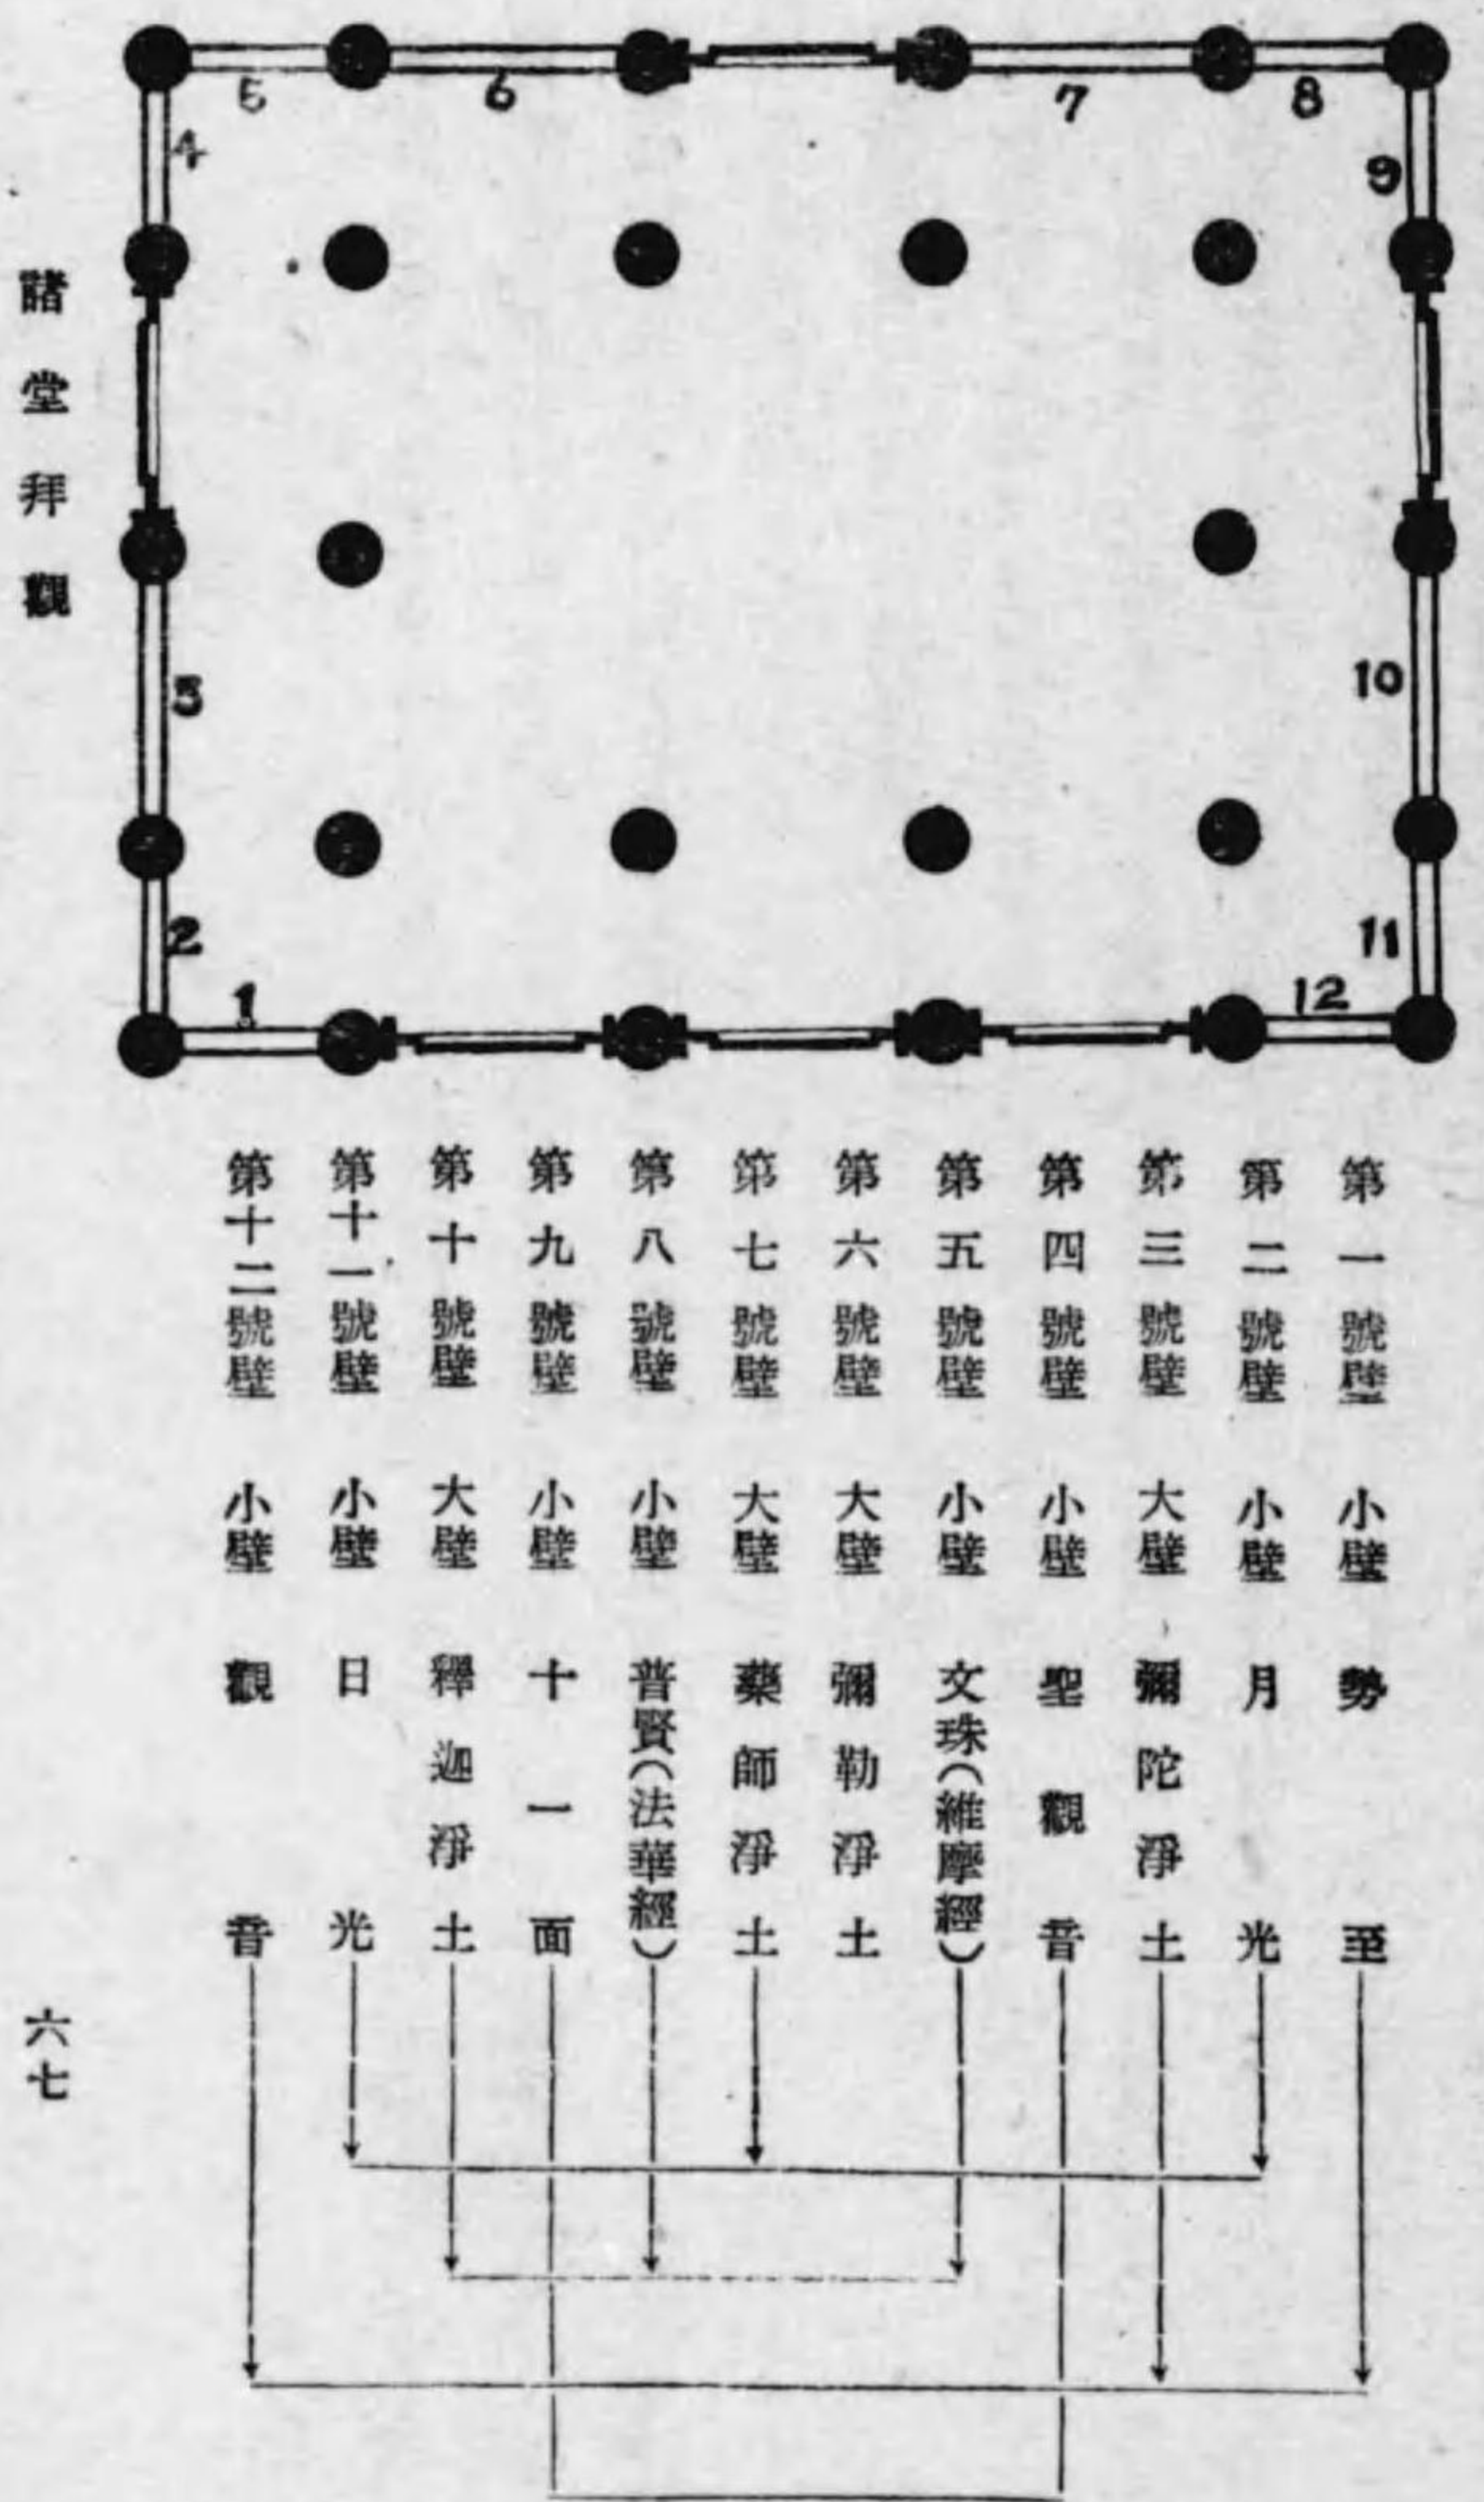 諸堂拜觀
5
6
7
8
4
9
3
10
2
11
1
12
第一號壁 小壁 勢至
第二號壁 小壁 月光
第三號壁 大壁 彌陀淨土
第四號壁 小壁 聖觀音
第五號壁 小壁 文珠(維摩經)
第六號壁 大壁 彌勒淨土
第七號壁 大壁 藥師淨土
第八號壁 小壁 普賢(法華經)
第九號壁 小壁 十一面
第十號壁 大壁 釋迦淨土
第十一號壁 小壁 日光
第十二號壁 小壁 觀音
六七